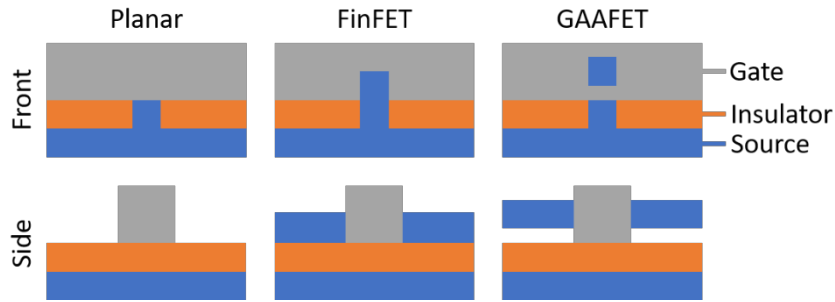 Planar FinFET GAAFET
Front
Gate
Insulator
Source
Side